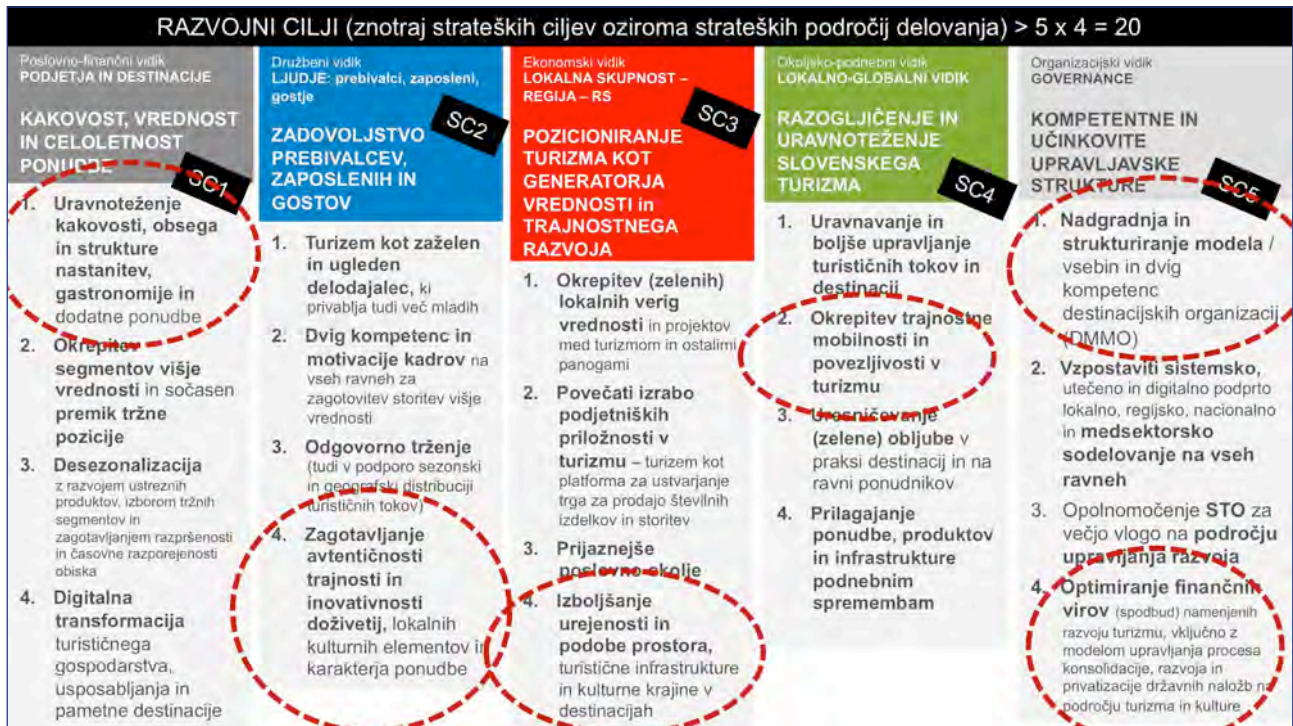 RAZVOJNI CILJI (znotraj strateških ciljev oziroma strateških področij delovanja) > 5 x 4 = 20
Poslovno-finančni vidik
PODJETJA IN DESTINACIJE
KAKOVOST, VREDNOST
IN CELOLETNOST
PONUDBE
SC1
1. Uravnoteženje
kakovosti, obsega
in strukture
nastanitev,
gastronomije in
dodatne ponudbe
2. Okrepitev
segmentov višje
vrednosti in sočasen
premik tržne
pozicije
3. Desezonalizacija
z razvojem ustreznih
produktov, izborom tržnih
segmentov in
zagotavljanjem razpršenosti
in časovne razporejenosti
obiska
4. Digitalna
transformacija
turističnega
gospodarstva,
usposabljanja in
pametne destinacije
Družbeni vidik
LJUDJE: prebivalci, zaposleni,
gostje
SC2
ZADOVOLJSTVO
PREBIVALCEV,
ZAPOSLENIH IN
GOSTOV
1. Turizem kot zaželen
in ugleden
delodajalec, ki
privablja tudi več mladih
2. Dvig kompetenc in
motivacije kadrov na
vseh ravneh za
zagotovitev storitev višje
vrednosti
3. Odgovorno trženje
(tudi v podporo sezonski
in geografski distribuciji
turističnih tokov)
4. Zagotavljanje
avtentičnosti
trajnosti in
inovativnosti
doživetij, lokalnih
kulturnih elementov in
karakterja ponudbe
Ekonomski vidik
LOKALNA SKUPNOST –
REGIJA – RS
SC3
POZICIONIRANJE
TURIZMA KOT
GENERATORJA
VREDNOSTI in
TRAJNOSTNEGA
RAZVOJA
1. Okrepitev (zelenih)
lokalnih verig
vrednosti in projektov
med turizmom in ostalimi
panogami
2. Povečati izrabo
podjetniških
priložnosti v
turizmu – turizem kot
platforma za ustvarjanje
trga za prodajo številnih
izdelkov in storitev
3. Prijaznejše
poslovno okolje
4. Izboljšanje
urejenosti in
podobe prostora,
turistične infrastrukture
in kulturne krajine v
destinacijah
Okoljsko-podnebni vidik
LOKALNO-GLOBALNI VIDIK
RAZOGLJIČENJE IN
URAVNOTEŽENJE
SLOVENSKEGA
TURIZMA
SC4
1. Uravnavanje in
boljše upravljanje
turističnih tokov in
destinacij
2. Okrepitev trajnostne
mobilnosti in
povezljivosti v
turizmu
3. Uresničevanje
(zelene) obljube v
praksi destinacij in na
ravni ponudnikov
4. Prilagajanje
ponudbe, produktov
in infrastrukture
podnebnim
spremembam
Organizacijski vidik
GOVERNANCE
KOMPETENTNE IN
UČINKOVITE
UPRAVLJAVSKE
STRUKTURE
SC5
1. Nadgradnja in
strukturiranje modela /
vsebin in dvig
kompetenc
destinacijskih organizacij
(DMMO)
2. Vzpostaviti sistemsko,
utečeno in digitalno podprto
lokalno, regijsko, nacionalno
in medsektorsko
sodelovanje na vseh
ravneh
3. Opolnomočenje STO za
večjo vlogo na področju
upravljanja razvoja
4. Optimiranje finančnih
virov (spodbud) namenjenih
razvoju turizmu, vključno z
modelom upravljanja procesa
konsolidacije, razvoja in
privatizacije državnih naložb na
področju turizma in kulture